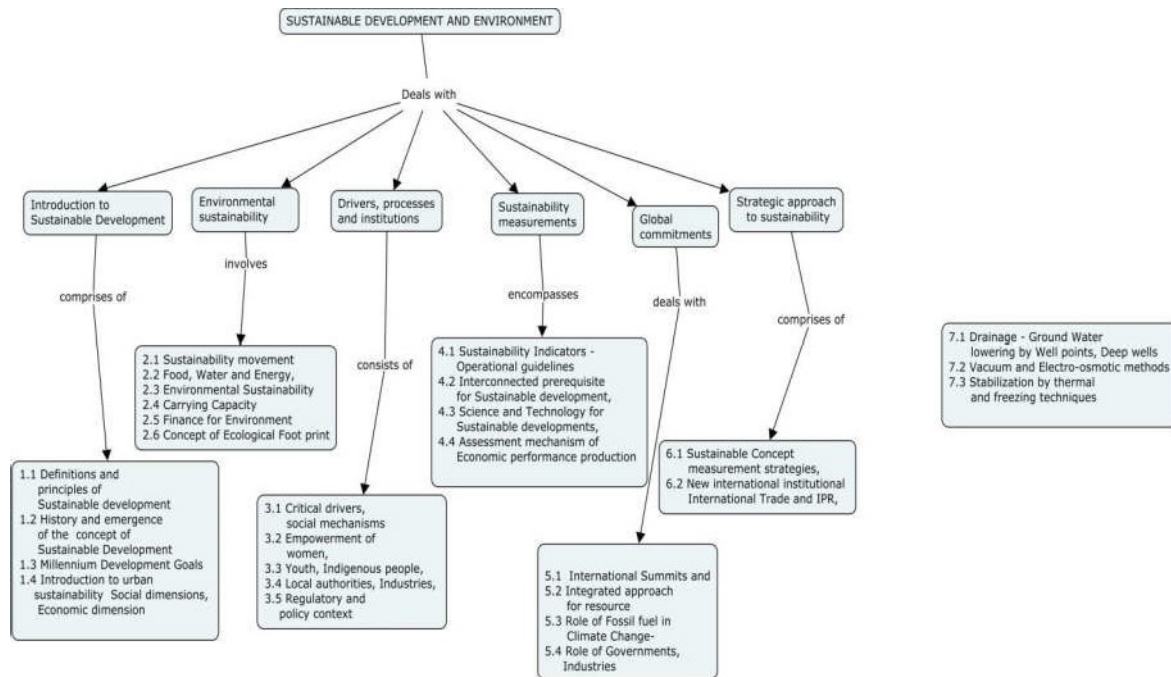 SUSTAINABLE DEVELOPMENT AND ENVIRONMENT
Deals with
Introduction to
Sustainable Development
Environmental
sustainability
Drivers, processes
and institutions
Sustainability
measurements
Global
commitments
Strategic approach
to sustainability
comprises of
involves
consists of
encompasses
deals with
comprises of
1.1 Definitions and
principles of
Sustainable development
1.2 History and emergence
of the concept of
Sustainable Development
1.3 Millennium Development Goals
1.4 Introduction to urban
sustainability Social dimensions,
Economic dimension
2.1 Sustainability movement
2.2 Food, Water and Energy,
2.3 Environmental Sustainability
2.4 Carrying Capacity
2.5 Finance for Environment
2.6 Concept of Ecological Foot print
3.1 Critical drivers,
social mechanisms
3.2 Empowerment of
women,
3.3 Youth, Indigenous people,
3.4 Local authorities, Industries,
3.5 Regulatory and
policy context
4.1 Sustainability Indicators -
Operational guidelines
4.2 Interconnected prerequisite
for Sustainable development,
4.3 Science and Technology for
Sustainable developments,
4.4 Assessment mechanism of
Economic performance production
5.1 International Summits and
5.2 Integrated approach
for resource
5.3 Role of Fossil fuel in
Climate Change-
5.4 Role of Governments,
Industries
6.1 Sustainable Concept
measurement strategies,
6.2 New international institutional
International Trade and IPR,
7.1 Drainage - Ground Water
lowering by Well points, Deep wells
7.2 Vacuum and Electro-osmotic methods
7.3 Stabilization by thermal
and freezing techniques